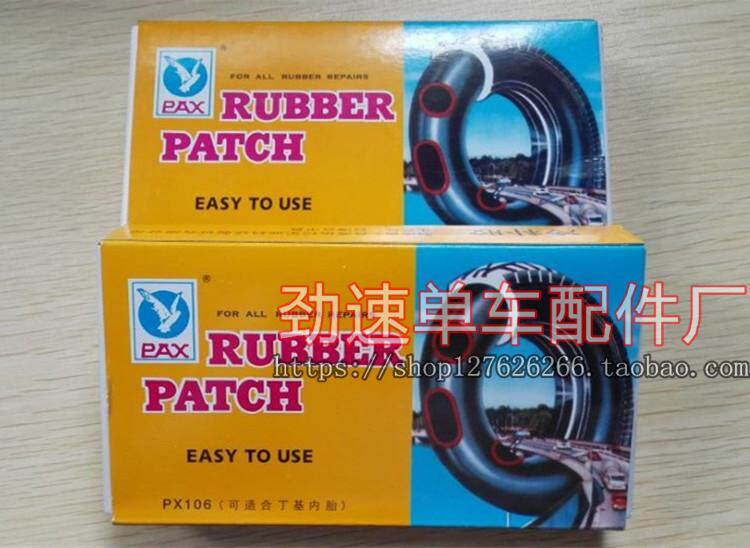 ®
PAX
FOR ALL RUBBER REPAIRS
RUBBER
PATCH
EASY TO USE
®
PAX
FOR ALL RUBBER REPAIRS
RUBBER
PATCH
EASY TO USE
PX106(可适合丁基内胎)
劲速单车配件厂
https://shop127626266.taobao.com